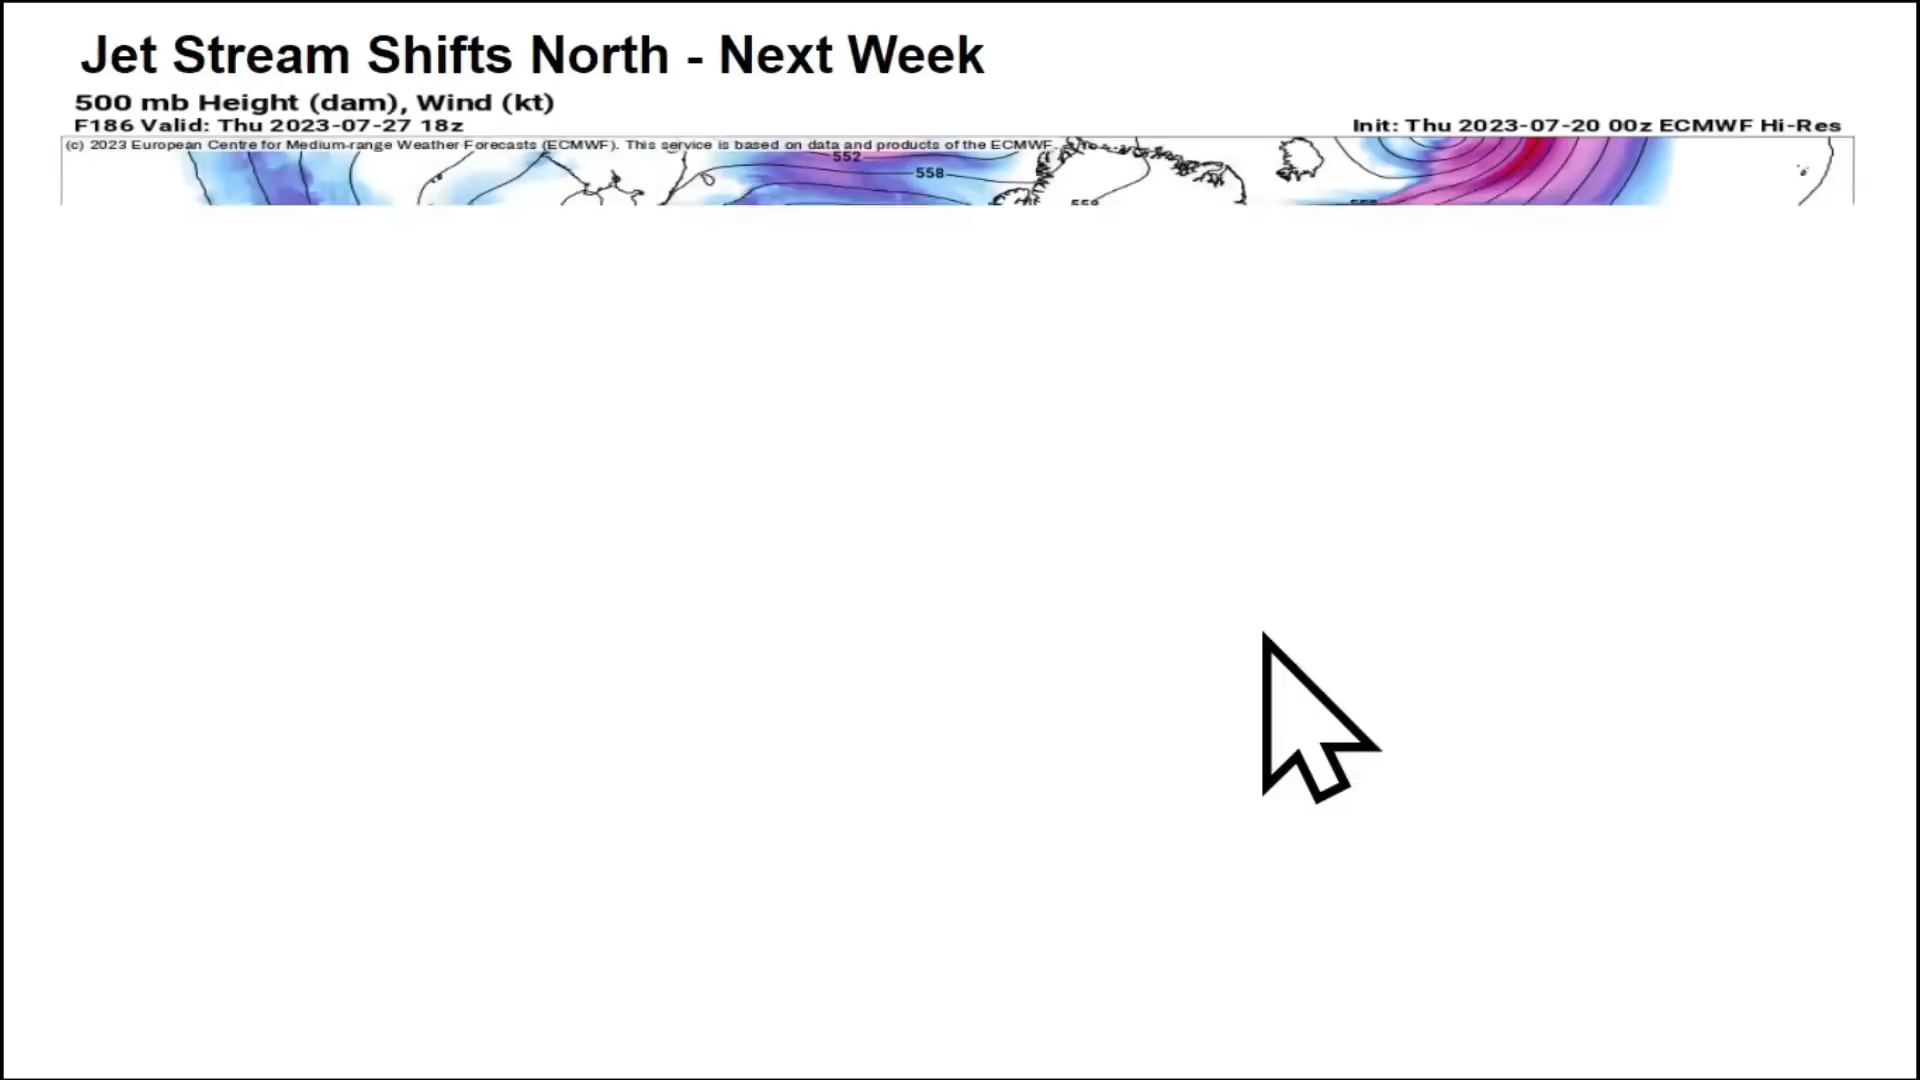 Jet Stream Shifts North - Next Week
500 mb Height (dam), Wind (kt)
F186 Valid: Thu 2023-07-27 18z
Init: Thu 2023-07-20 00z ECMWF Hi-Res
(c) 2023 European Centre for Medium-range Weather Forecasts (ECMWF). This service is based on data and products of the ECMWF.
552
558